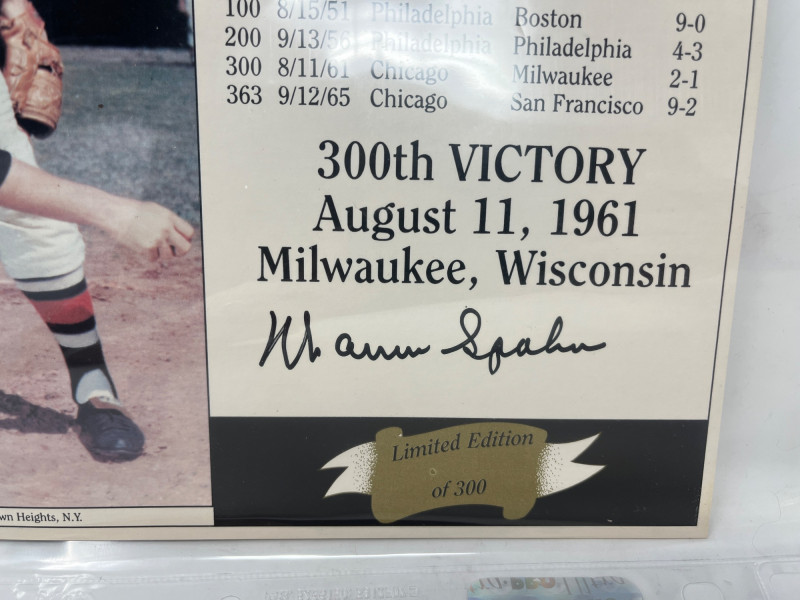 100 8/15/51 Philadelphia Boston 9-0
200 9/13/56 Philadelphia Philadelphia 4-3
300 8/11/61 Chicago Milwaukee 2-1
363 9/12/65 Chicago San Francisco 9-2
300th VICTORY
August 11, 1961
Milwaukee, Wisconsin
Warren Spahn
Limited Edition
of 300
wn Heights, N.Y.